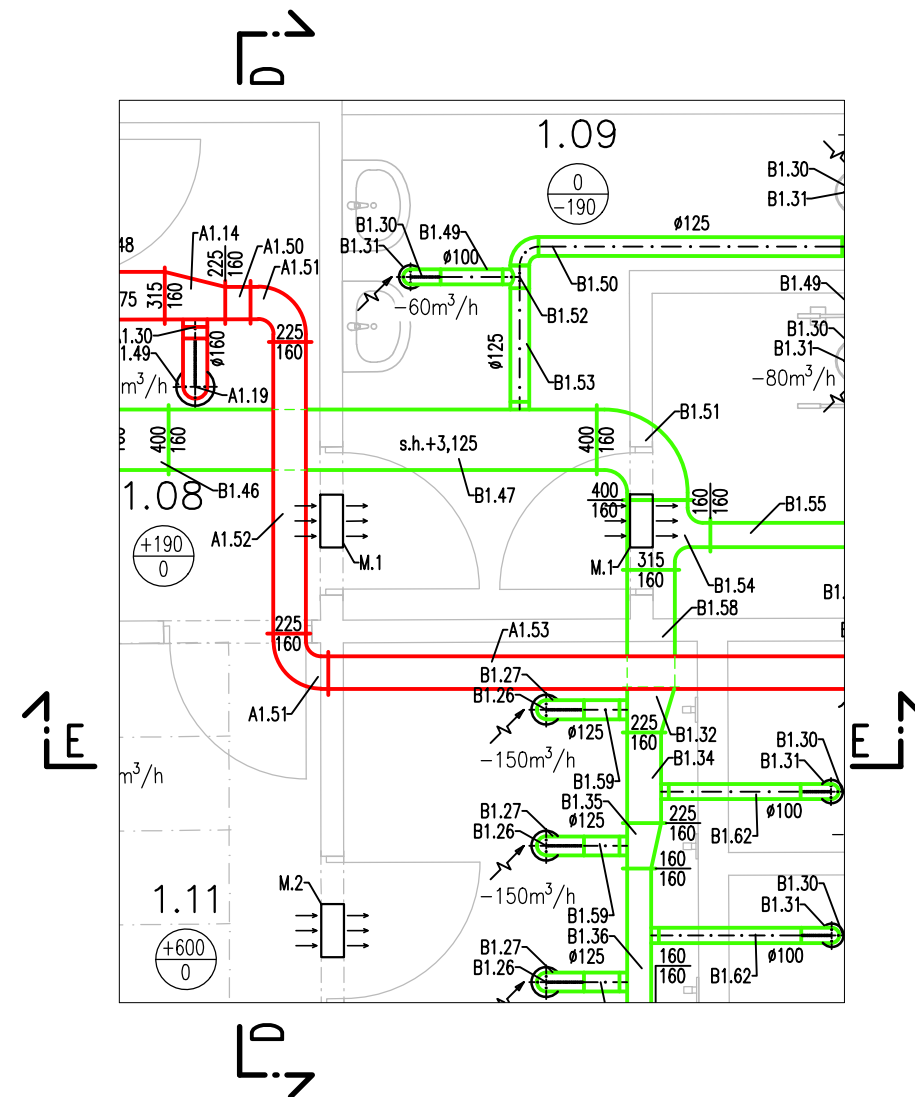 D
1.09
0
-190
B1.30
B1.31
ø125
A1.14
225
160
A1.50
A1.51
B1.30
B1.31
B1.49
ø100
48
75
315
160
-60m³/h
B1.50
B1.52
B1.49
B1.30
B1.31
A1.30
B1.49
ø160
225
160
ø125
B1.53
-80m³/h
m³/h
A1.19
B1.51
400
160
s.h.+3,125
400
160
B1.46
B1.47
1.08
400
160
160
160
B1.55
+190
0
A1.52
M.1
M.1
315
160
B1.54
B1.58
B1.
225
160
A1.53
B1.27
B1.26
A1.51
ø125
225
160
B1.32
E
E
-150m³/h
B1.34
B1.30
B1.31
m³/h
B1.59
B1.35
B1.27
B1.26
ø125
225
160
B1.62
ø100
160
160
-150m³/h
M.2
1.11
B1.59
B1.36
B1.30
B1.31
+600
0
B1.27
B1.26
ø125
160
160
B1.62
ø100
D